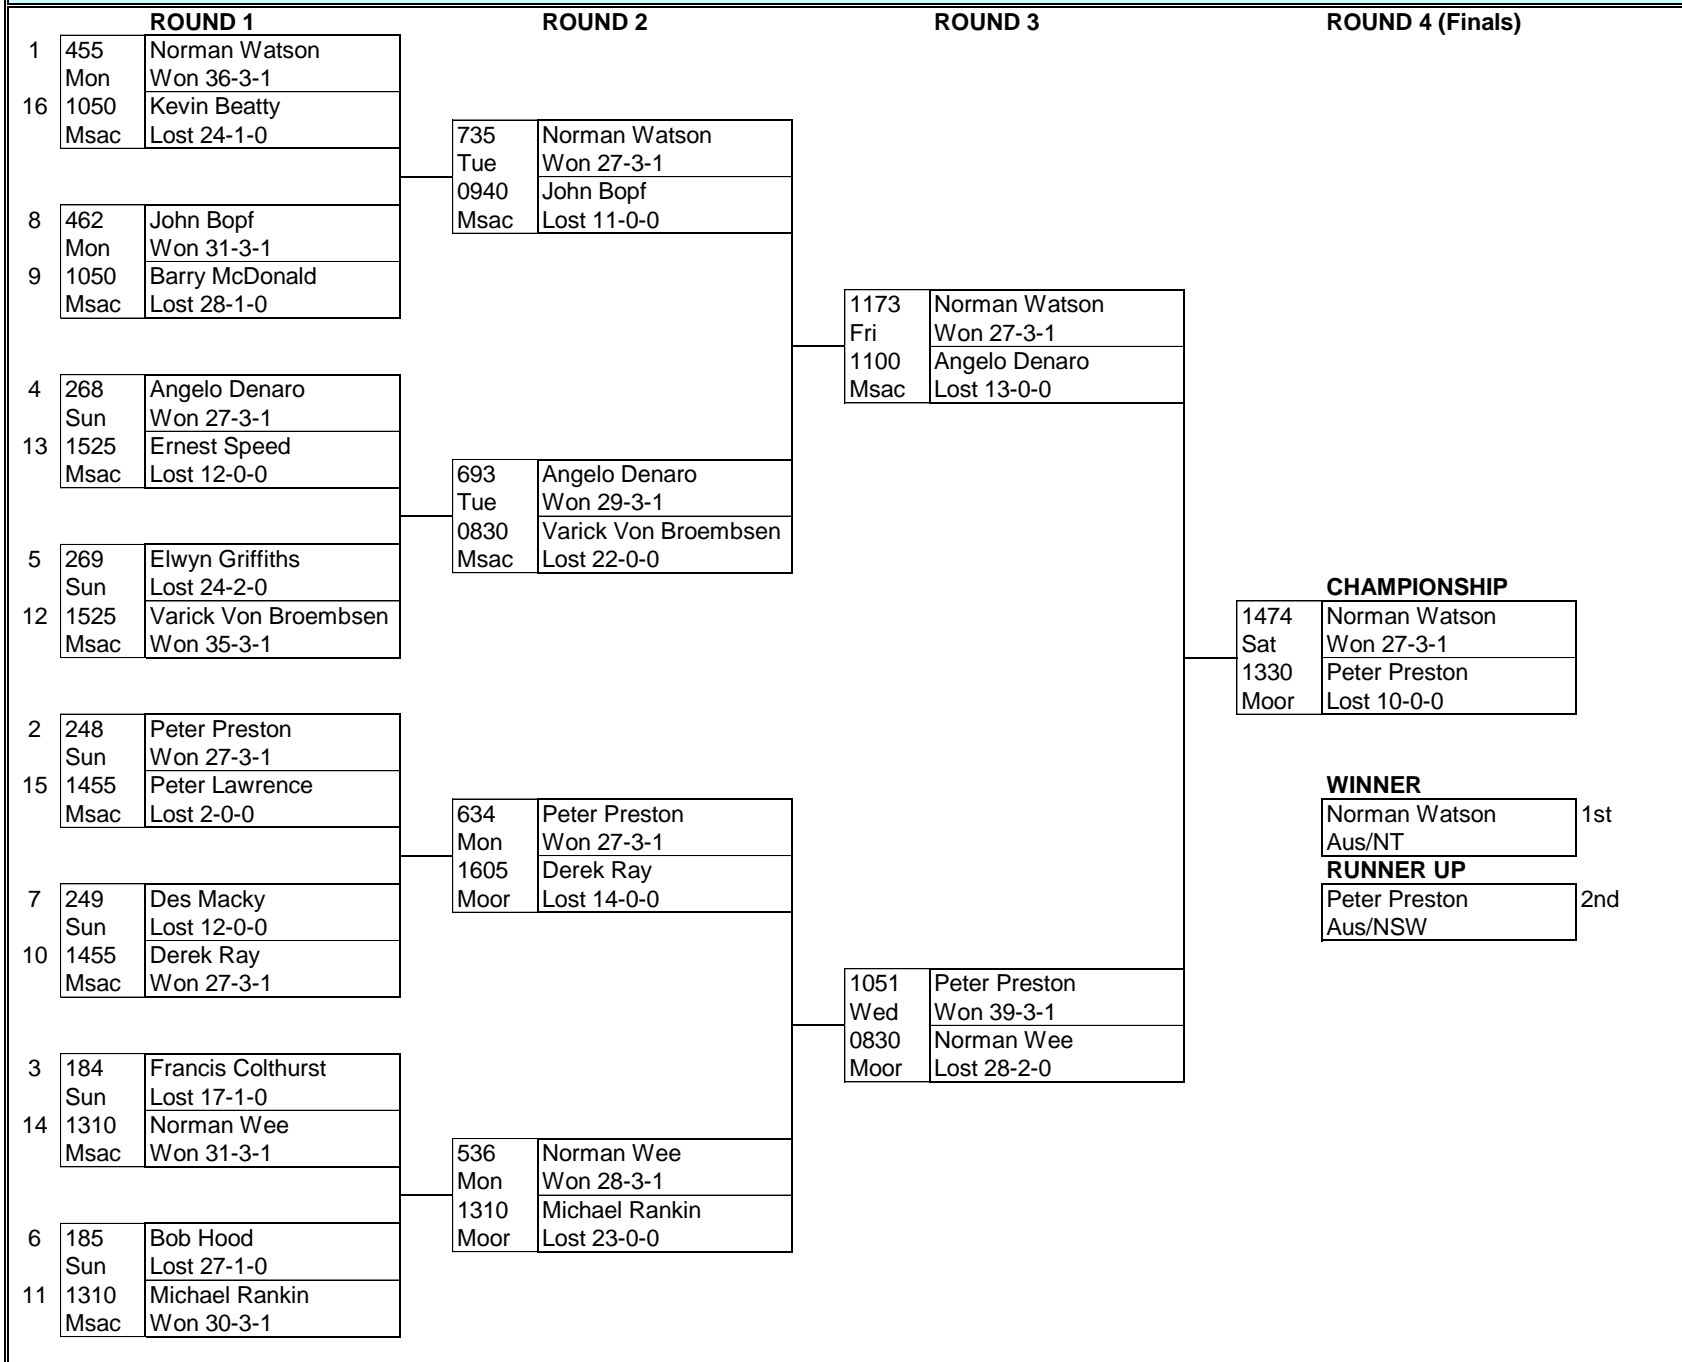 ROUND 1 ROUND 2 ROUND 3 ROUND 4 (Finals)
1 455 Norman Watson
Mon Won 36-3-1
16 1050 Kevin Beatty
Msac Lost 24-1-0
8 462 John Bopf
Mon Won 31-3-1
9 1050 Barry McDonald
Msac Lost 28-1-0
4 268 Angelo Denaro
Sun Won 27-3-1
13 1525 Ernest Speed
Msac Lost 12-0-0
5 269 Elwyn Griffiths
Sun Lost 24-2-0
12 1525 Varick Von Broembsen
Msac Won 35-3-1
2 248 Peter Preston
Sun Won 27-3-1
15 1455 Peter Lawrence
Msac Lost 2-0-0
7 249 Des Macky
Sun Lost 12-0-0
10 1455 Derek Ray
Msac Won 27-3-1
3 184 Francis Colthurst
Sun Lost 17-1-0
14 1310 Norman Wee
Msac Won 31-3-1
6 185 Bob Hood
Sun Lost 27-1-0
11 1310 Michael Rankin
Msac Won 30-3-1
735 Norman Watson
Tue Won 27-3-1
0940 John Bopf
Msac Lost 11-0-0
693 Angelo Denaro
Tue Won 29-3-1
0830 Varick Von Broembsen
Msac Lost 22-0-0
634 Peter Preston
Mon Won 27-3-1
1605 Derek Ray
Moor Lost 14-0-0
536 Norman Wee
Mon Won 28-3-1
1310 Michael Rankin
Moor Lost 23-0-0
1173 Norman Watson
Fri Won 27-3-1
1100 Angelo Denaro
Msac Lost 13-0-0
1051 Peter Preston
Wed Won 39-3-1
0830 Norman Wee
Moor Lost 28-2-0
CHAMPIONSHIP
1474 Norman Watson
Sat Won 27-3-1
1330 Peter Preston
Moor Lost 10-0-0
WINNER
Norman Watson 1st
Aus/NT
RUNNER UP
Peter Preston 2nd
Aus/NSW